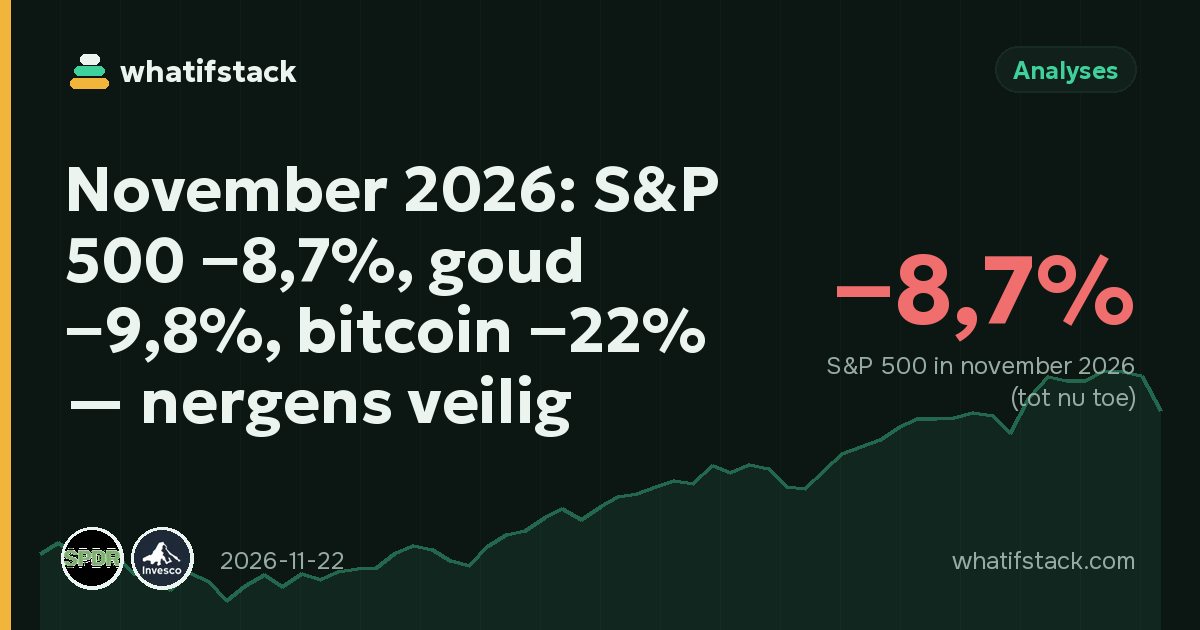 whatifstack
Analyses
November 2026: S&P
500 −8,7%, goud
−9,8%, bitcoin −22%
— nergens veilig
−8,7%
S&P 500 in november 2026
(tot nu toe)
SPDR
Invesco
2026-11-22
whatifstack.com